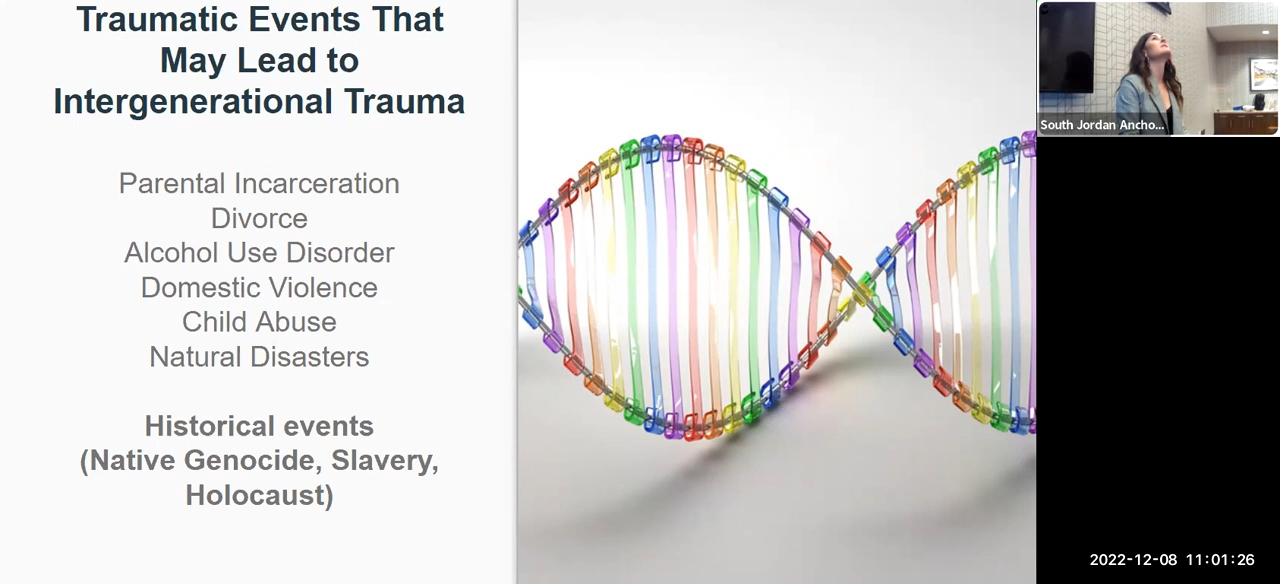 Traumatic Events That
May Lead to
Intergenerational Trauma
Parental Incarceration
Divorce
Alcohol Use Disorder
Domestic Violence
Child Abuse
Natural Disasters
Historical events
(Native Genocide, Slavery,
Holocaust)
South Jordan Ancho...
2022-12-08 11:01:26